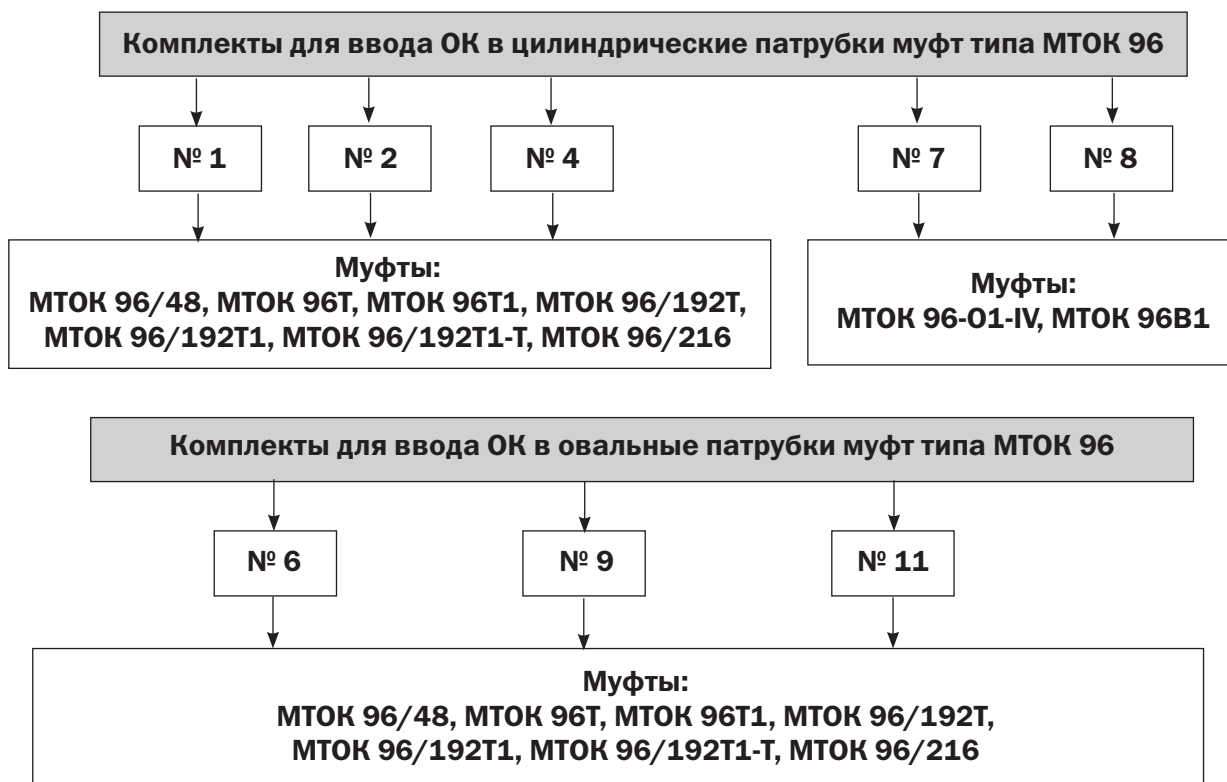 Комплекты для ввода ОК в цилиндрические патрубки муфт типа МТОК 96
№ 1
№ 2
№ 4
№ 7
№ 8
Муфты:
МТОК 96/48, МТОК 96Т, МТОК 96Т1, МТОК 96/192Т,
МТОК 96/192Т1, МТОК 96/192Т1-Т, МТОК 96/216
Муфты:
МТОК 96-О1-IV, МТОК 96В1
Комплекты для ввода ОК в овальные патрубки муфт типа МТОК 96
№ 6
№ 9
№ 11
Муфты:
МТОК 96/48, МТОК 96Т, МТОК 96Т1, МТОК 96/192Т,
МТОК 96/192Т1, МТОК 96/192Т1-Т, МТОК 96/216